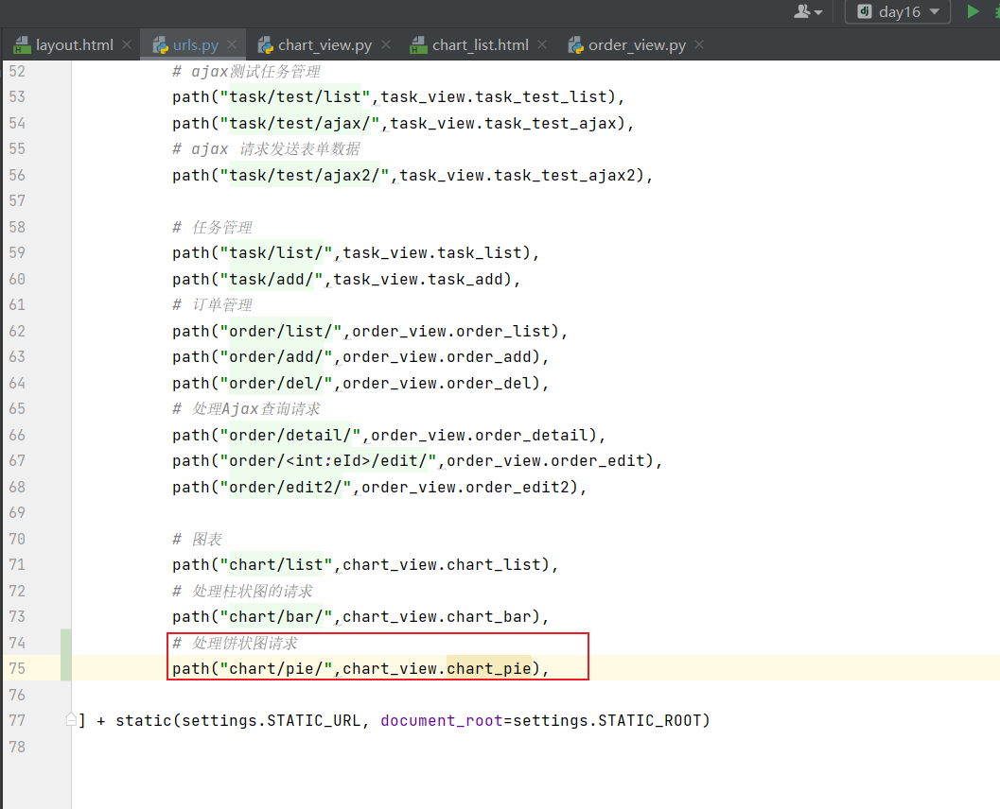 day16
layout.html urls.py chart_view.py chart_list.html order_view.py
52 # ajax测试任务管理
53 path("task/test/list",task_view.task_test_list),
54 path("task/test/ajax/",task_view.task_test_ajax),
55 # ajax 请求发送表单数据
56 path("task/test/ajax2/",task_view.task_test_ajax2),
57
58 # 任务管理
59 path("task/list/",task_view.task_list),
60 path("task/add/",task_view.task_add),
61 # 订单管理
62 path("order/list/",order_view.order_list),
63 path("order/add/",order_view.order_add),
64 path("order/del/",order_view.order_del),
65 # 处理Ajax查询请求
66 path("order/detail/",order_view.order_detail),
67 path("order/<int:eId>/edit/",order_view.order_edit),
68 path("order/edit2/",order_view.order_edit2),
69
70 # 图表
71 path("chart/list",chart_view.chart_list),
72 # 处理柱状图的请求
73 path("chart/bar/",chart_view.chart_bar),
74 # 处理饼状图请求
75 path("chart/pie/",chart_view.chart_pie),
76
77 ] + static(settings.STATIC_URL, document_root=settings.STATIC_ROOT)
78